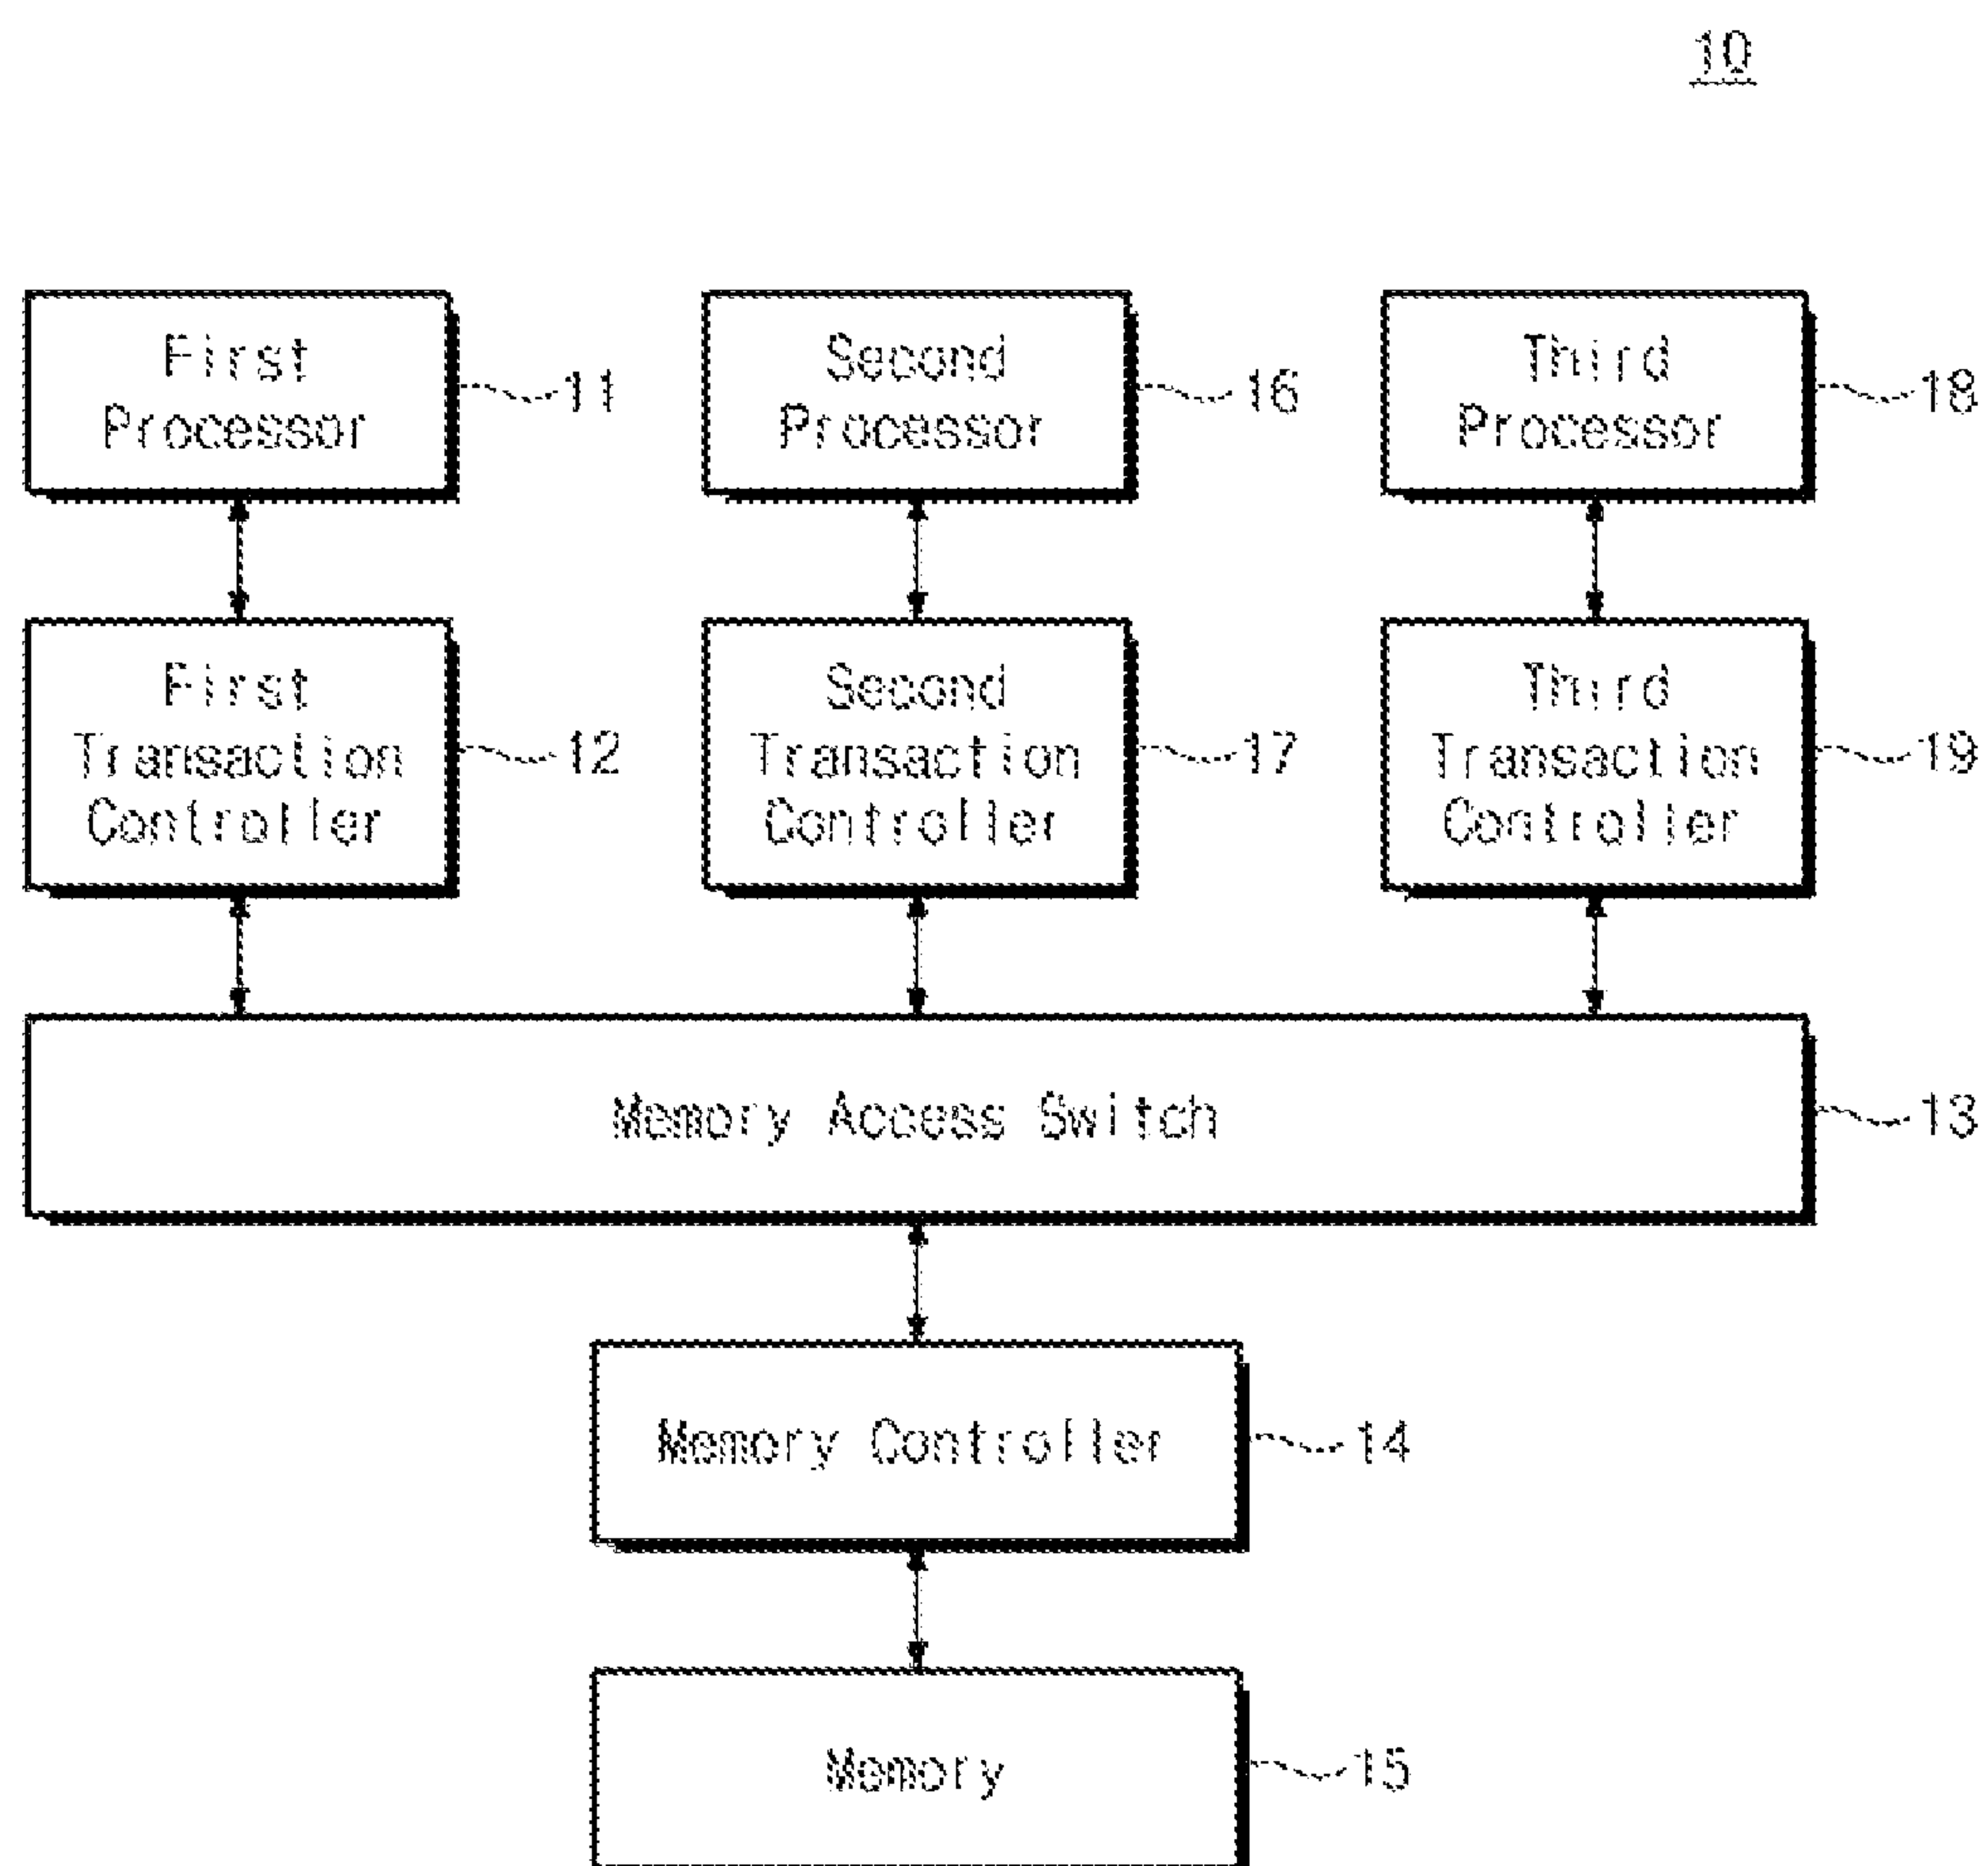 10
First
Processor
11
Second
Processor
16
Third
Processor
18
First
Transaction
Controller
12
Second
Transaction
Controller
17
Third
Transaction
Controller
19
Memory Access Switch
13
Memory Controller
14
Memory
15